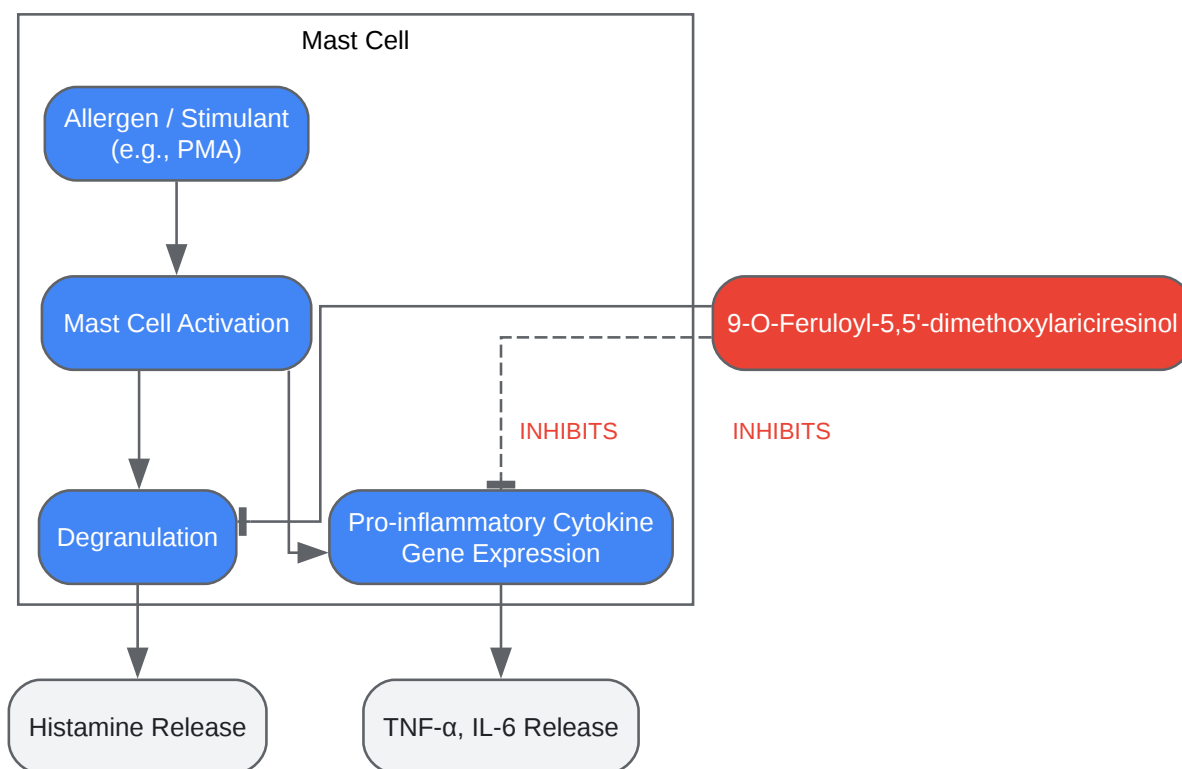 Mast Cell
Allergen / Stimulant
(e.g., PMA)
Mast Cell Activation
9-O-Feruloyl-5,5'-dimethoxylariciresinol
INHIBITS
INHIBITS
Degranulation
Pro-inflammatory Cytokine
Gene Expression
Histamine Release
TNF-α, IL-6 Release